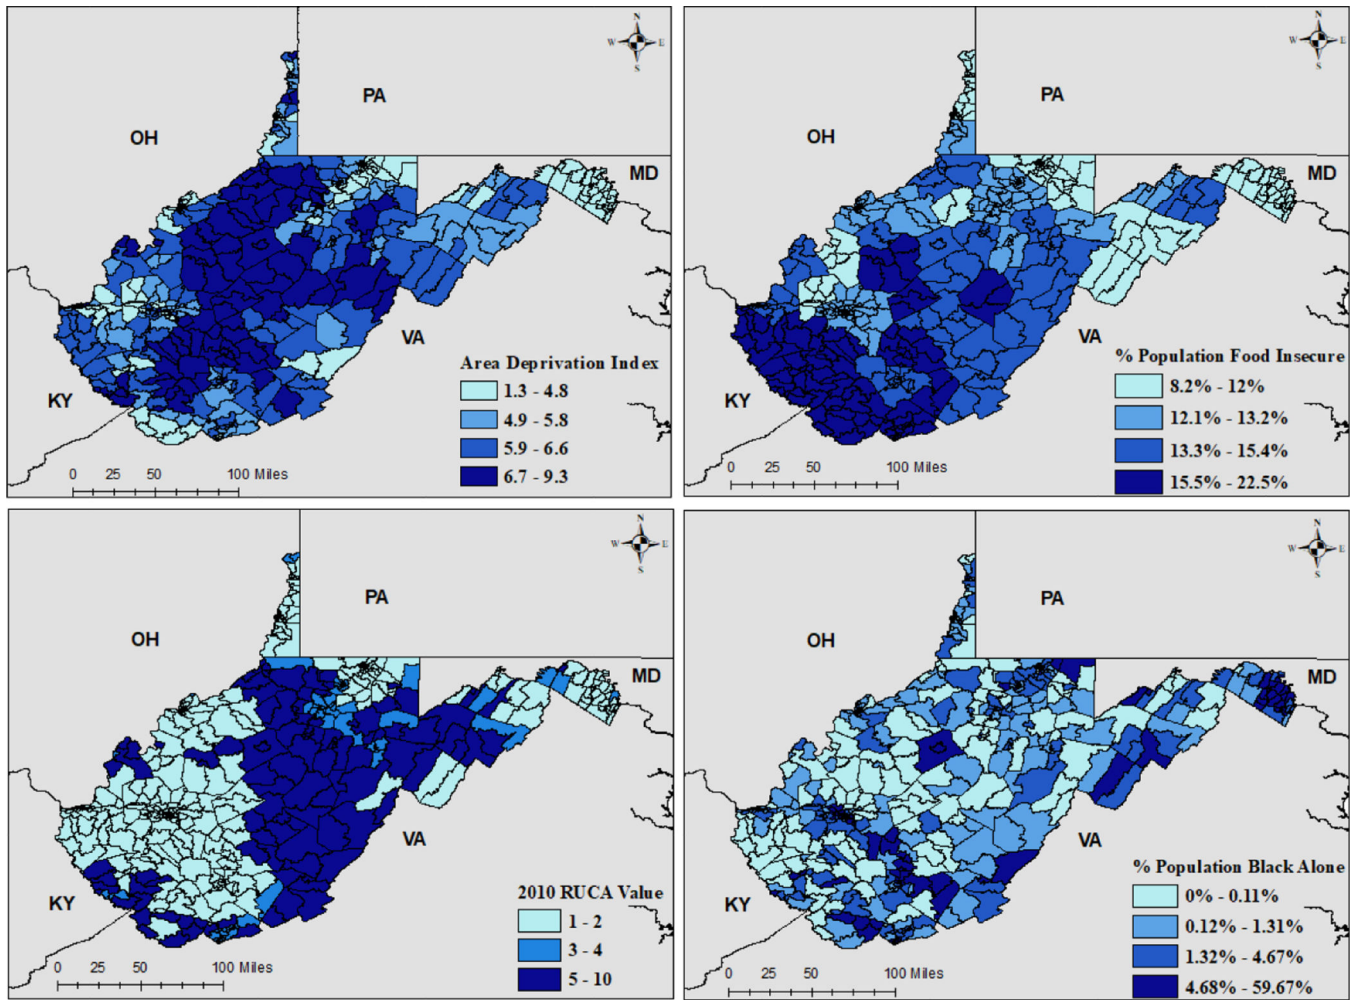 N
W E
S
PA
OH
MD
VA
KY
Area Deprivation Index
1.3 - 4.8
4.9 - 5.8
5.9 - 6.6
6.7 - 9.3
0 25 50 100 Miles
N
W E
S
PA
OH
MD
VA
KY
% Population Food Insecure
8.2% - 12%
12.1% - 13.2%
13.3% - 15.4%
15.5% - 22.5%
0 25 50 100 Miles
N
W E
S
PA
OH
MD
VA
KY
2010 RUCA Value
1 - 2
3 - 4
5 - 10
0 25 50 100 Miles
N
W E
S
PA
OH
MD
VA
KY
% Population Black Alone
0% - 0.11%
0.12% - 1.31%
1.32% - 4.67%
4.68% - 59.67%
0 25 50 100 Miles